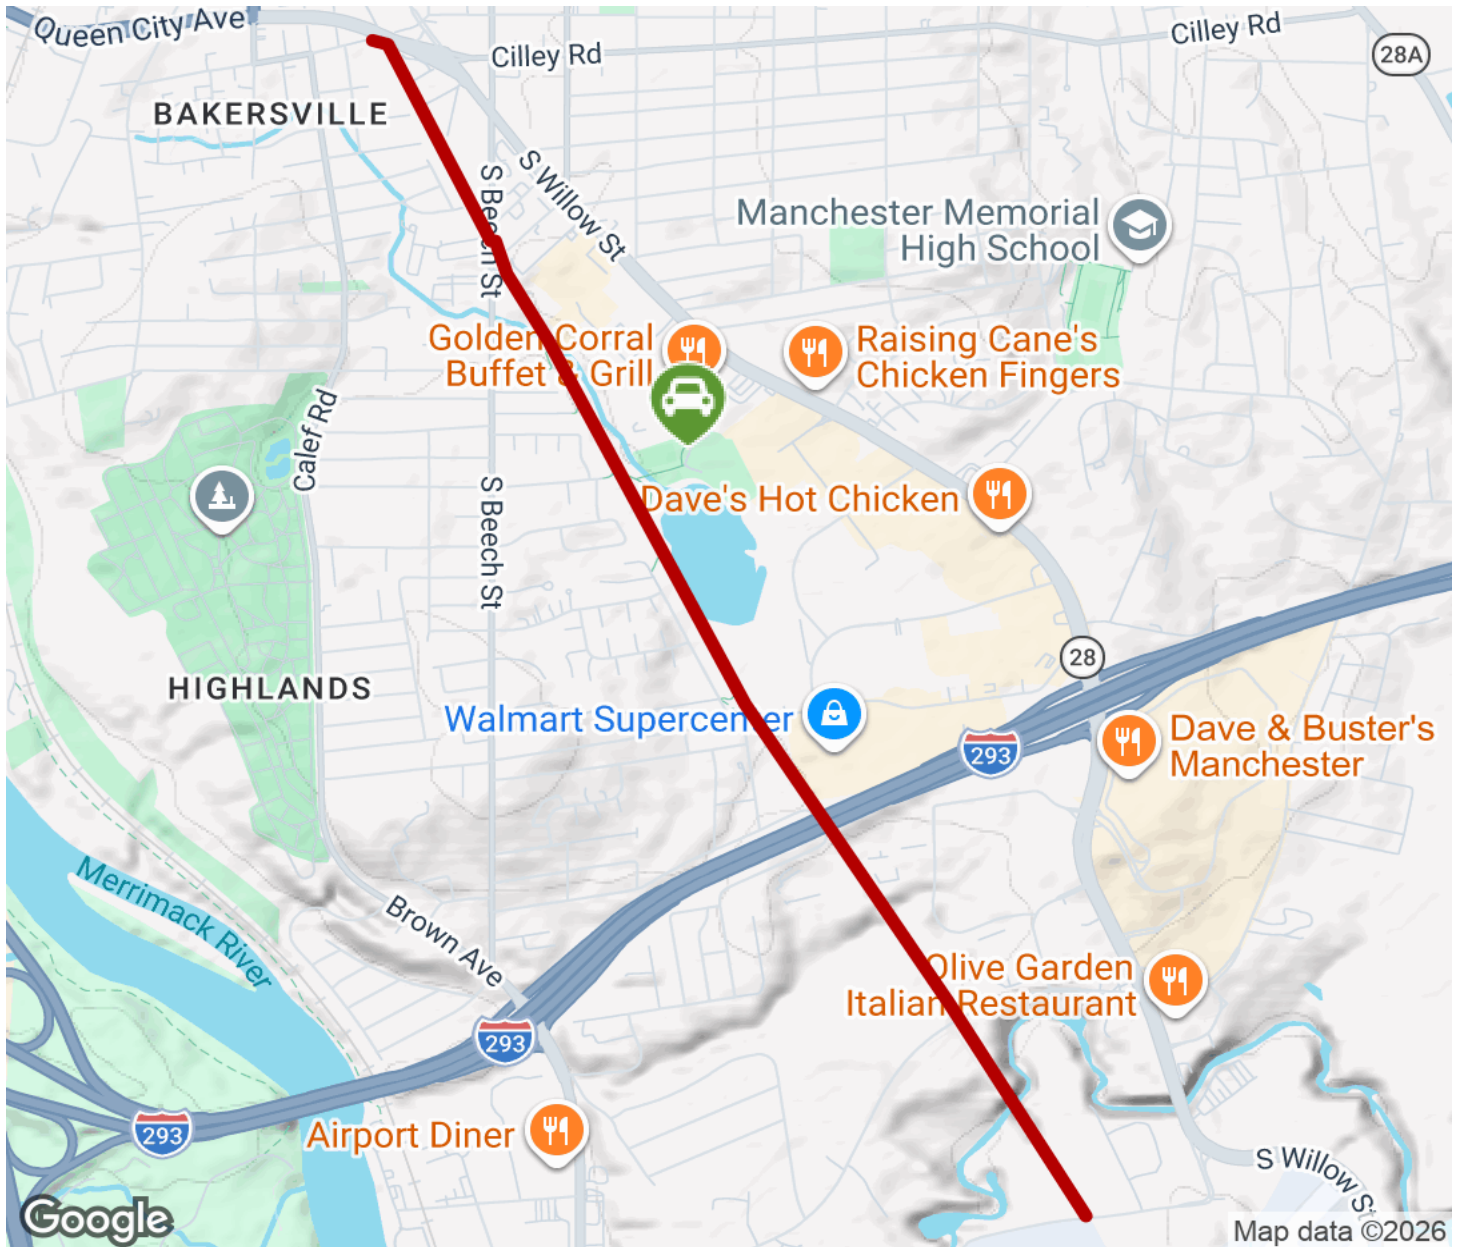 Queen City Ave
Cilley Rd
Cilley Rd
28A
BAKERSVILLE
S Willow St
S Beech St
Manchester Memorial
High School
Golden Corral
Buffet & Grill
Raising Cane's
Chicken Fingers
Calef Rd
Dave's Hot Chicken
S Beech St
28
HIGHLANDS
Walmart Supercenter
293
Dave & Buster's
Manchester
Merrimack River
Brown Ave
Olive Garden
Italian Restaurant
293
293
Airport Diner
S Willow St
Google
Map data ©2026